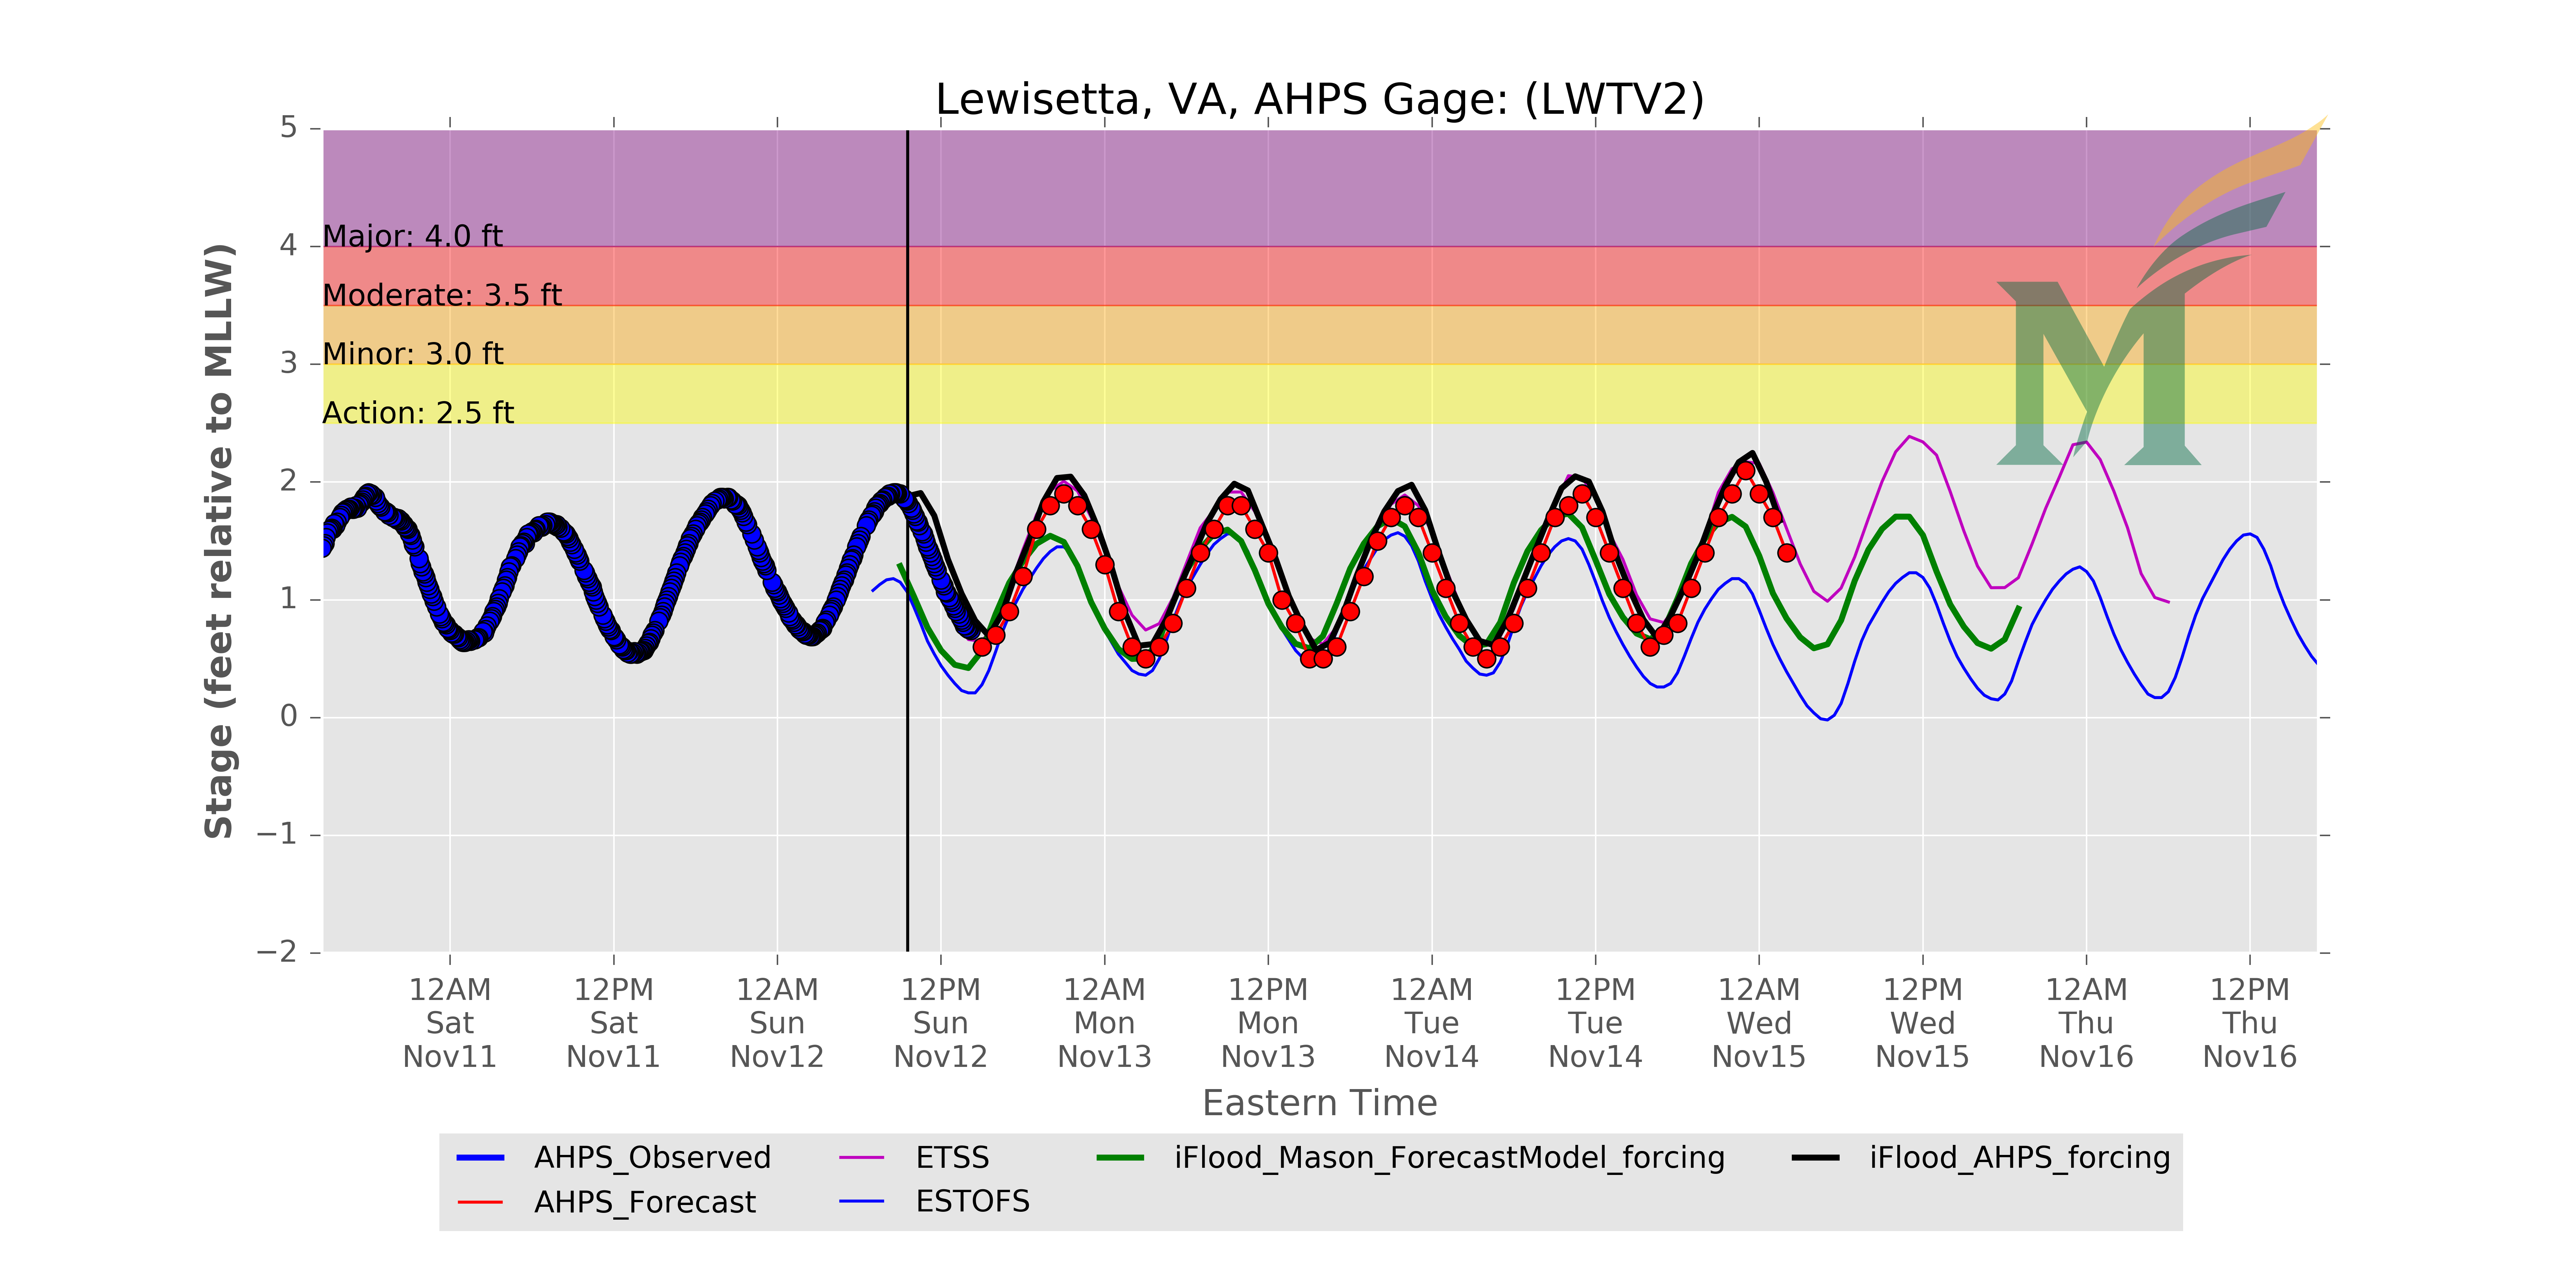 Lewisetta, VA, AHPS Gage: (LWTV2)
Stage (feet relative to MLLW)
5
4
3
2
1
0
−1
−2
Major: 4.0 ft
Moderate: 3.5 ft
Minor: 3.0 ft
Action: 2.5 ft
M
12AM
Sat
Nov11
12PM
Sat
Nov11
12AM
Sun
Nov12
12PM
Sun
Nov12
12AM
Mon
Nov13
12PM
Mon
Nov13
12AM
Tue
Nov14
12PM
Tue
Nov14
12AM
Wed
Nov15
12PM
Wed
Nov15
12AM
Thu
Nov16
12PM
Thu
Nov16
Eastern Time
AHPS_Observed
AHPS_Forecast
ETSS
ESTOFS
iFlood_Mason_ForecastModel_forcing
iFlood_AHPS_forcing